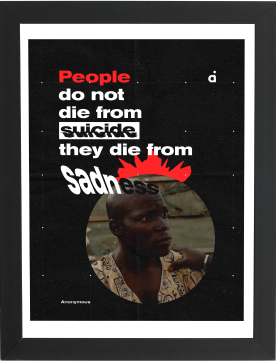 People
do not
die from
suicide
they die from
sadness
Anonymous